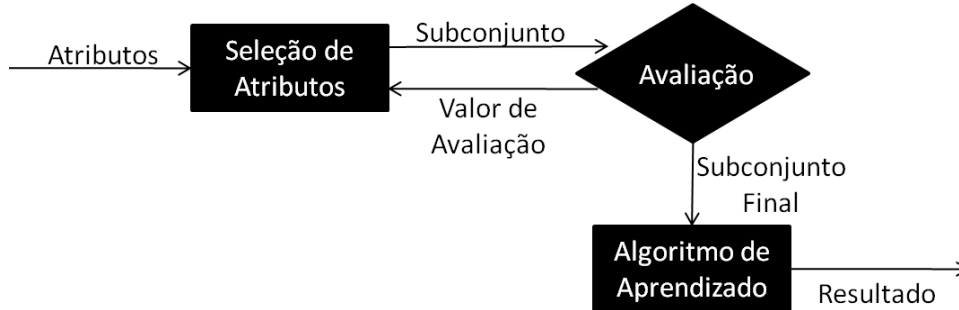 Atributos
Seleção de
Atributos
Subconjunto
Valor de
Avaliação
Avaliação
Subconjunto
Final
Algoritmo de
Aprendizado
Resultado